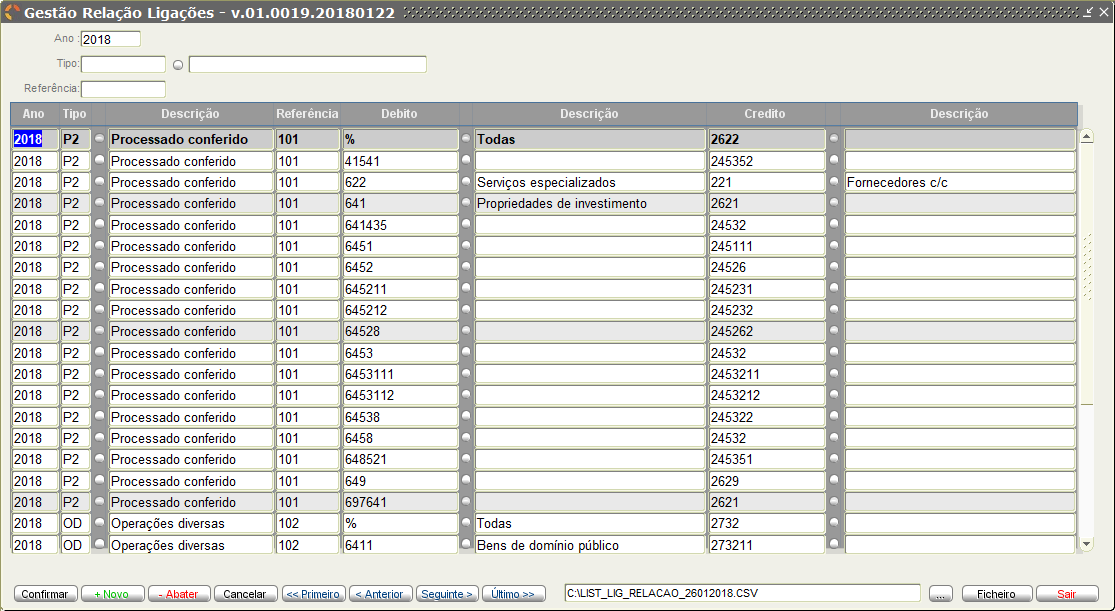 Gestão Relação Ligações - v.01.0019.20180122
Ano : 2018
Tipo:
Referência:
Ano Tipo Descrição Referência Debito Descrição Credito Descrição
2018 P2 Processado conferido 101 % Todas 2622
2018 P2 Processado conferido 101 41541 245352
2018 P2 Processado conferido 101 622 Serviços especializados 221 Fornecedores c/c
2018 P2 Processado conferido 101 641 Propriedades de investimento 2621
2018 P2 Processado conferido 101 641435 24532
2018 P2 Processado conferido 101 6451 245111
2018 P2 Processado conferido 101 6452 24526
2018 P2 Processado conferido 101 645211 245231
2018 P2 Processado conferido 101 645212 245232
2018 P2 Processado conferido 101 64528 245262
2018 P2 Processado conferido 101 6453 24532
2018 P2 Processado conferido 101 6453111 2453211
2018 P2 Processado conferido 101 6453112 2453212
2018 P2 Processado conferido 101 64538 245322
2018 P2 Processado conferido 101 6458 24532
2018 P2 Processado conferido 101 648521 245351
2018 P2 Processado conferido 101 649 2629
2018 P2 Processado conferido 101 697641 2621
2018 OD Operações diversas 102 % Todas 2732
2018 OD Operações diversas 102 6411 Bens de domínio público 273211
Confirmar + Novo - Abater Cancelar << Primeiro < Anterior Seguinte > Último >> C:\LIST_LIG_RELACAO_26012018.CSV ... Ficheiro Sair